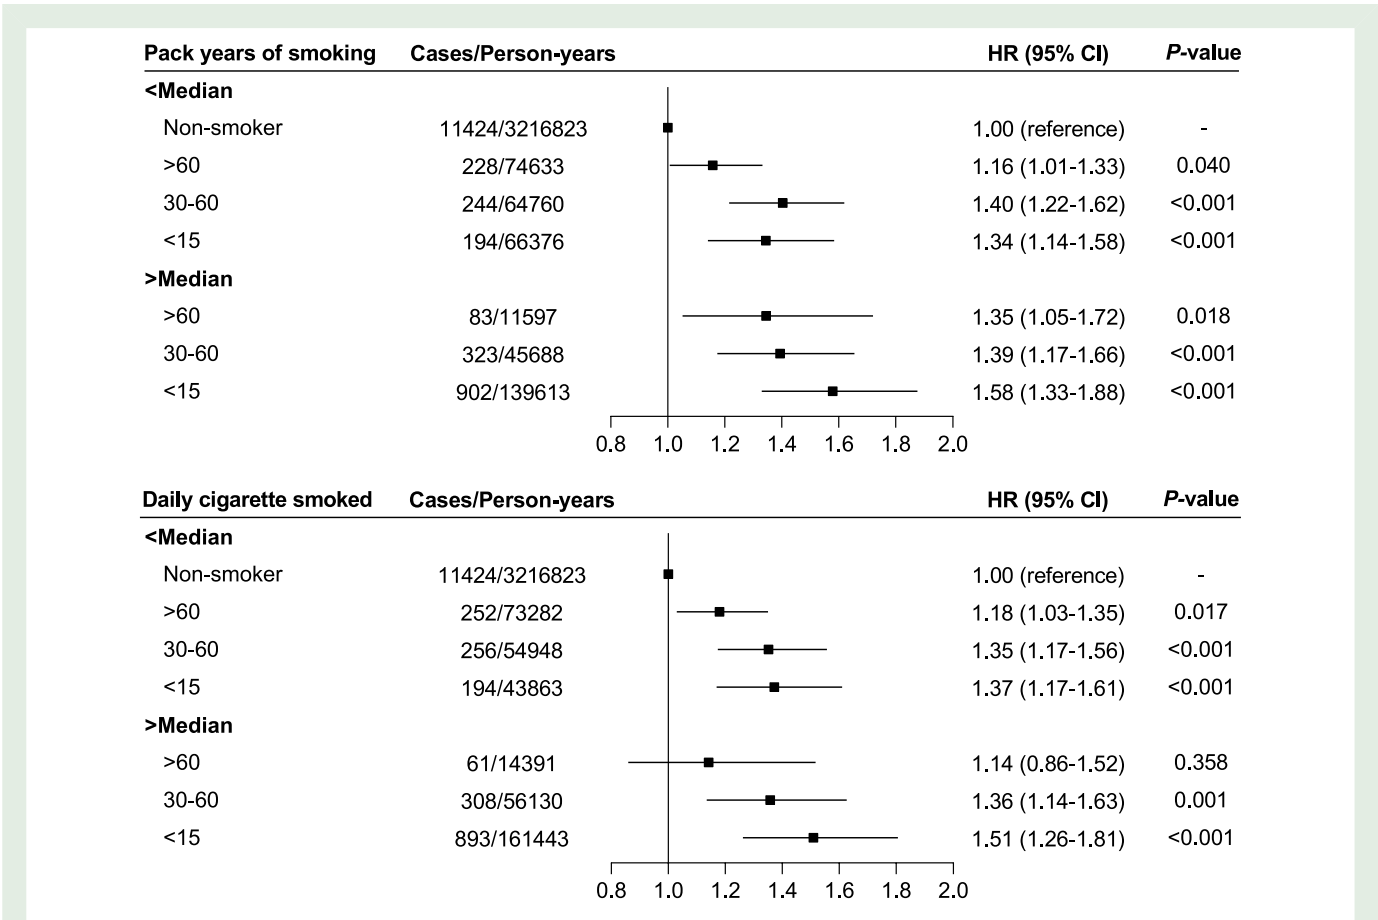 Pack years of smoking Cases/Person-years HR (95% CI) P-value
<Median
Non-smoker 11424/3216823 1.00 (reference) -
>60 228/74633 1.16 (1.01-1.33) 0.040
30-60 244/64760 1.40 (1.22-1.62) <0.001
<15 194/66376 1.34 (1.14-1.58) <0.001
>Median
>60 83/11597 1.35 (1.05-1.72) 0.018
30-60 323/45688 1.39 (1.17-1.66) <0.001
<15 902/139613 1.58 (1.33-1.88) <0.001
0.8 1.0 1.2 1.4 1.6 1.8 2.0
Daily cigarette smoked Cases/Person-years HR (95% CI) P-value
<Median
Non-smoker 11424/3216823 1.00 (reference) -
>60 252/73282 1.18 (1.03-1.35) 0.017
30-60 256/54948 1.35 (1.17-1.56) <0.001
<15 194/43863 1.37 (1.17-1.61) <0.001
>Median
>60 61/14391 1.14 (0.86-1.52) 0.358
30-60 308/56130 1.36 (1.14-1.63) 0.001
<15 893/161443 1.51 (1.26-1.81) <0.001
0.8 1.0 1.2 1.4 1.6 1.8 2.0